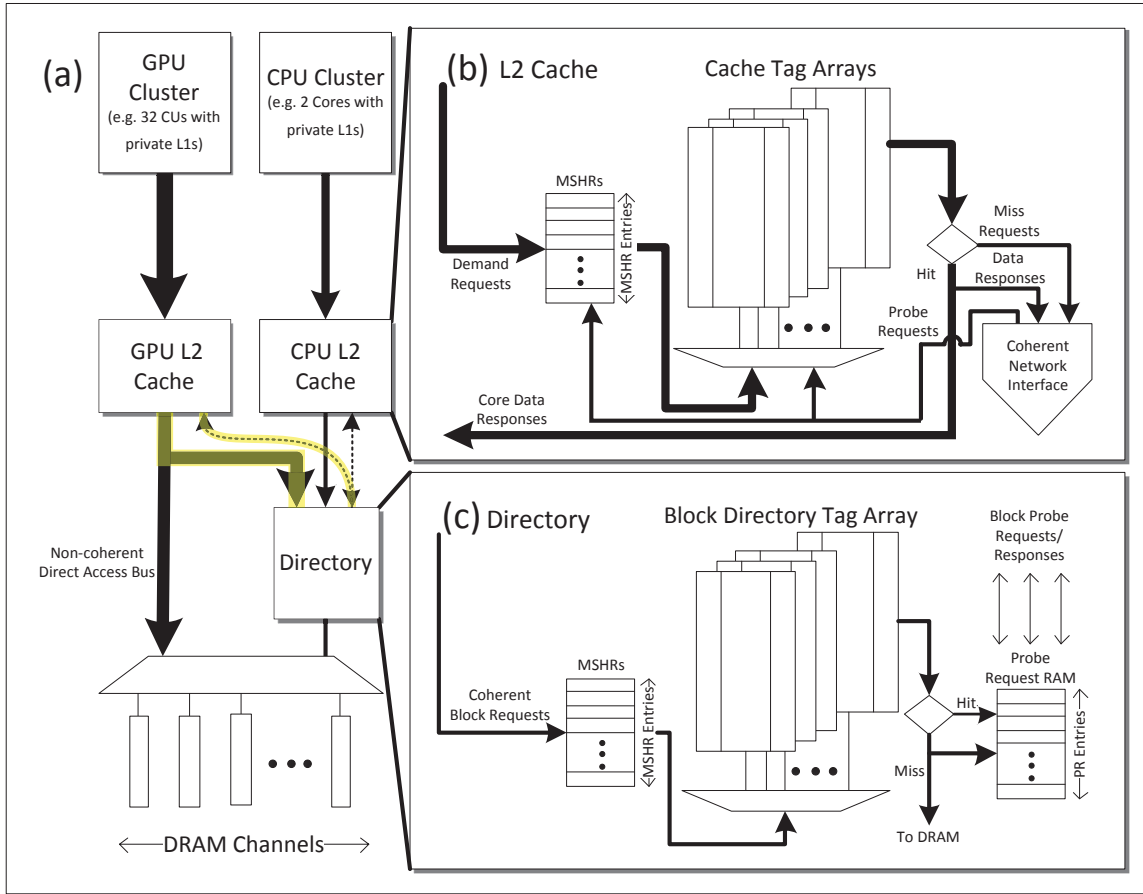 (a)
GPU
Cluster
(e.g. 32 CUs with
private L1s)
CPU Cluster
(e.g. 2 Cores with
private L1s)
GPU L2
Cache
CPU L2
Cache
Non-coherent
Direct Access Bus
Directory
DRAM Channels
(b) L2 Cache
Cache Tag Arrays
MSHRs
MSHR Entries
Demand
Requests
Miss
Requests
Hit
Data
Responses
Probe
Requests
Coherent
Network
Interface
Core Data
Responses
(c) Directory
Block Directory Tag Array
Block Probe
Requests/
Responses
MSHRs
MSHR Entries
Coherent
Block Requests
Probe
Request RAM
Hit
PR Entries
Miss
To DRAM